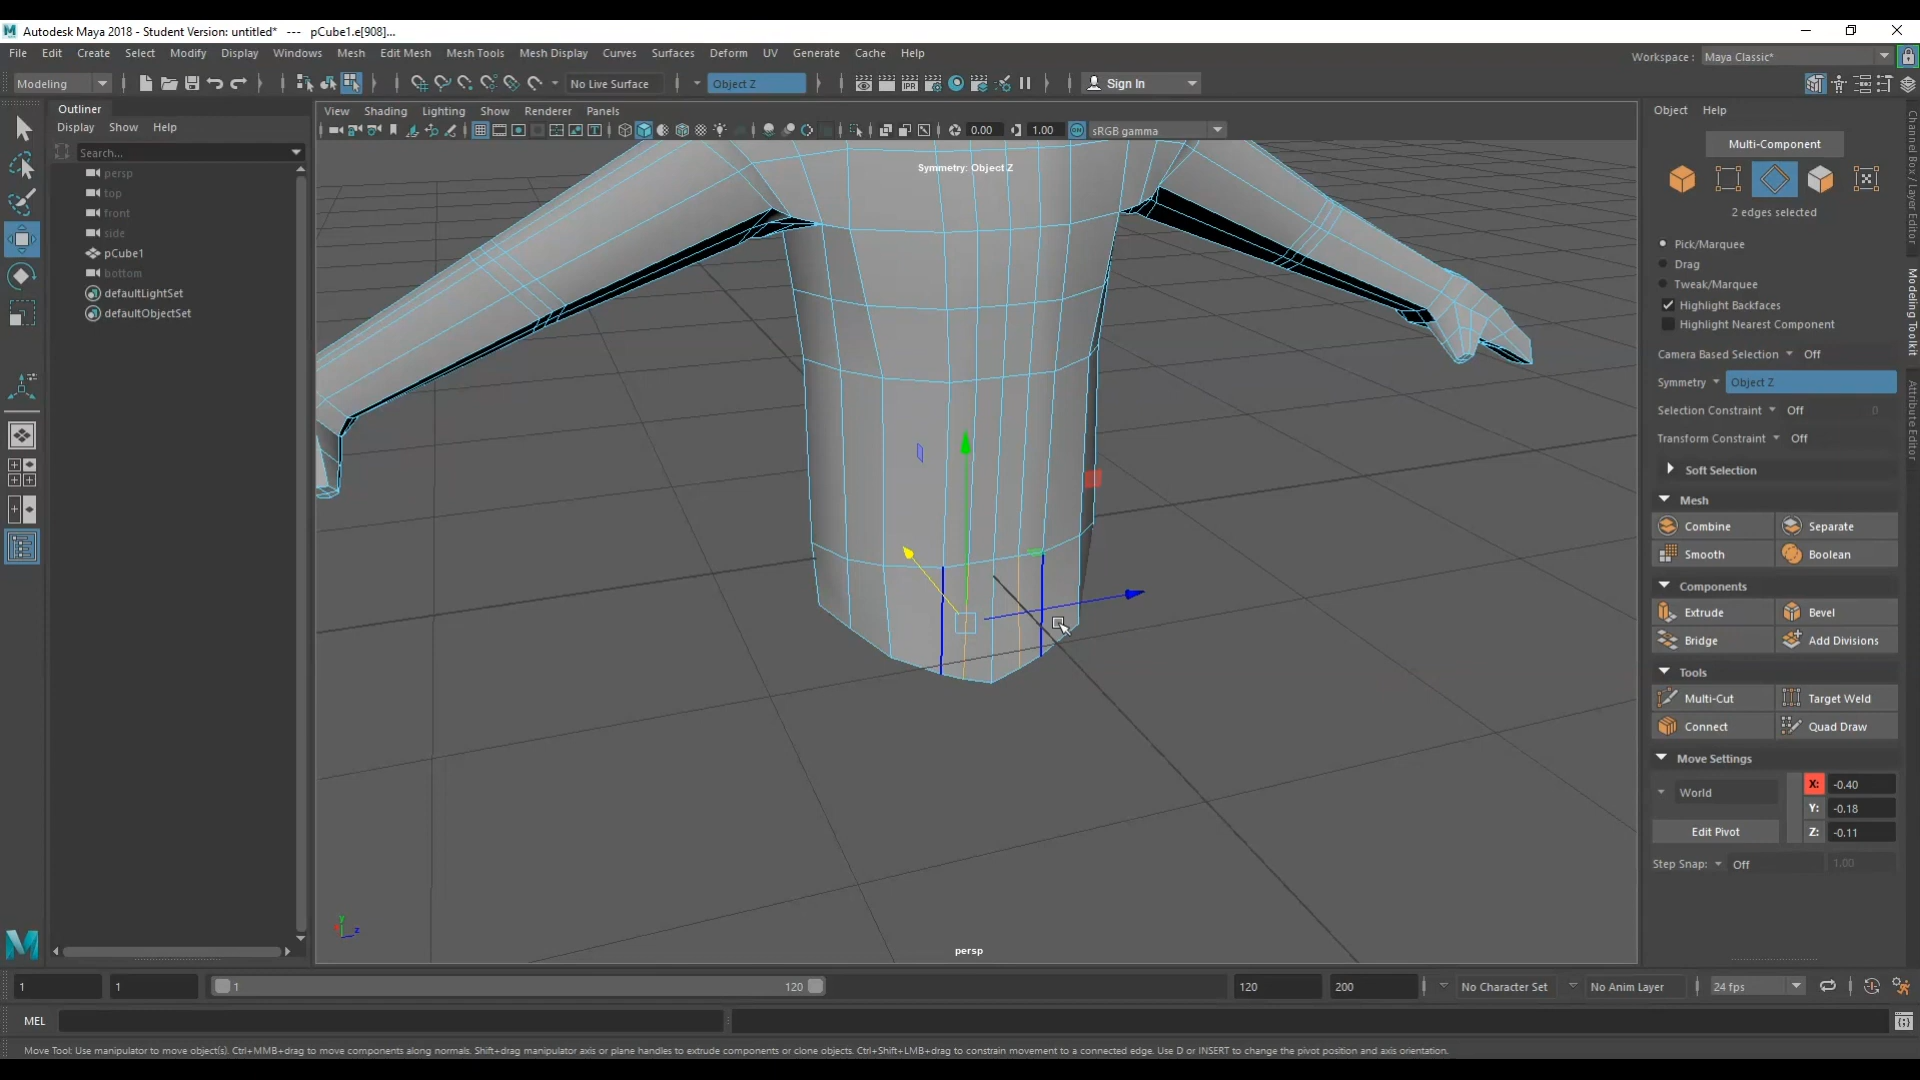 Autodesk Maya 2018 - Student Version: untitled*   ---   pCube1.e[908]...
File Edit Create Select Modify Display Windows Mesh Edit Mesh Mesh Tools Mesh Display Curves Surfaces Deform UV Generate Cache Help
Workspace : Maya Classic*
Modeling No Live Surface Object Z Sign In
Outliner
Display Show Help
Search...
persp
top
front
side
pCube1
bottom
defaultLightSet
defaultObjectSet
View Shading Lighting Show Renderer Panels
0.00 1.00 ON sRGB gamma
Symmetry: Object Z
persp
y
z
Object Help
Multi-Component
2 edges selected
Pick/Marquee
Drag
Tweak/Marquee
Highlight Backfaces
Highlight Nearest Component
Camera Based Selection Off
Symmetry Object Z
Selection Constraint Off 0
Transform Constraint Off
Soft Selection
Mesh
Combine Separate
Smooth Boolean
Components
Extrude Bevel
Bridge Add Divisions
Tools
Multi-Cut Target Weld
Connect Quad Draw
Move Settings
World X: -0.40
Y: -0.18
Edit Pivot Z: -0.11
Step Snap: Off 1.00
Channel Box / Layer Editor
Modeling Toolkit
Attribute Editor
1 1 1 120 120 200 No Character Set No Anim Layer 24 fps
MEL
Move Tool: Use manipulator to move object(s). Ctrl+MMB+drag to move components along normals. Shift+drag manipulator axis or plane handles to extrude components or clone objects. Ctrl+Shift+LMB+drag to constrain movement to a connected edge. Use D or INSERT to change the pivot position and axis orientation.